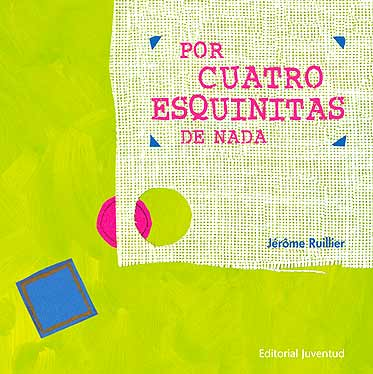 POR
CUATRO
ESQUINITAS
DE NADA
Jérôme Ruillier
Editorial Juventud